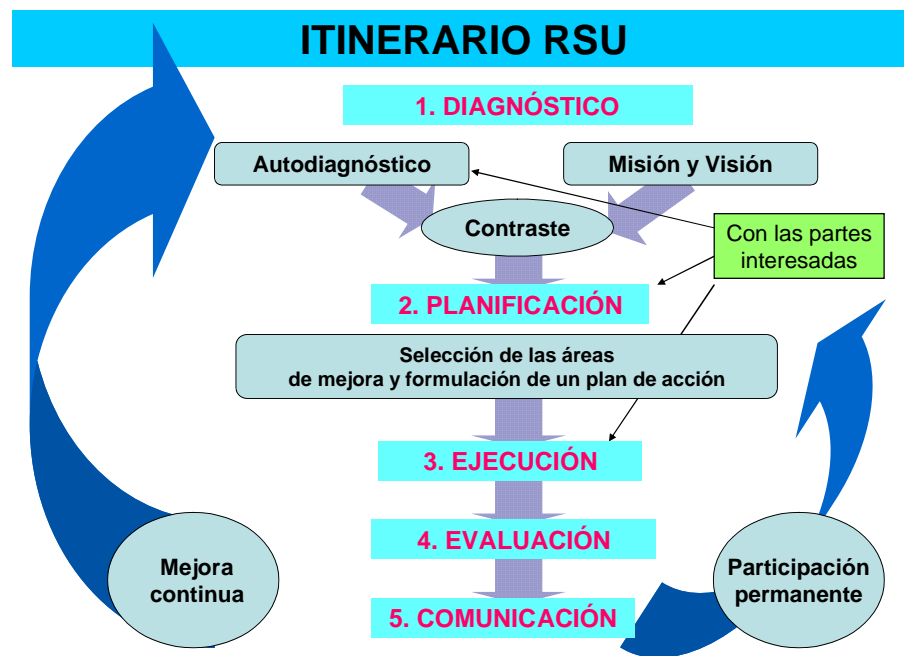 ITINERARIO RSU
1. DIAGNÓSTICO
Autodiagnóstico
Misión y Visión
Contraste
Con las partes
interesadas
2. PLANIFICACIÓN
Selección de las áreas
de mejora y formulación de un plan de acción
3. EJECUCIÓN
4. EVALUACIÓN
Mejora
continua
Participación
permanente
5. COMUNICACIÓN